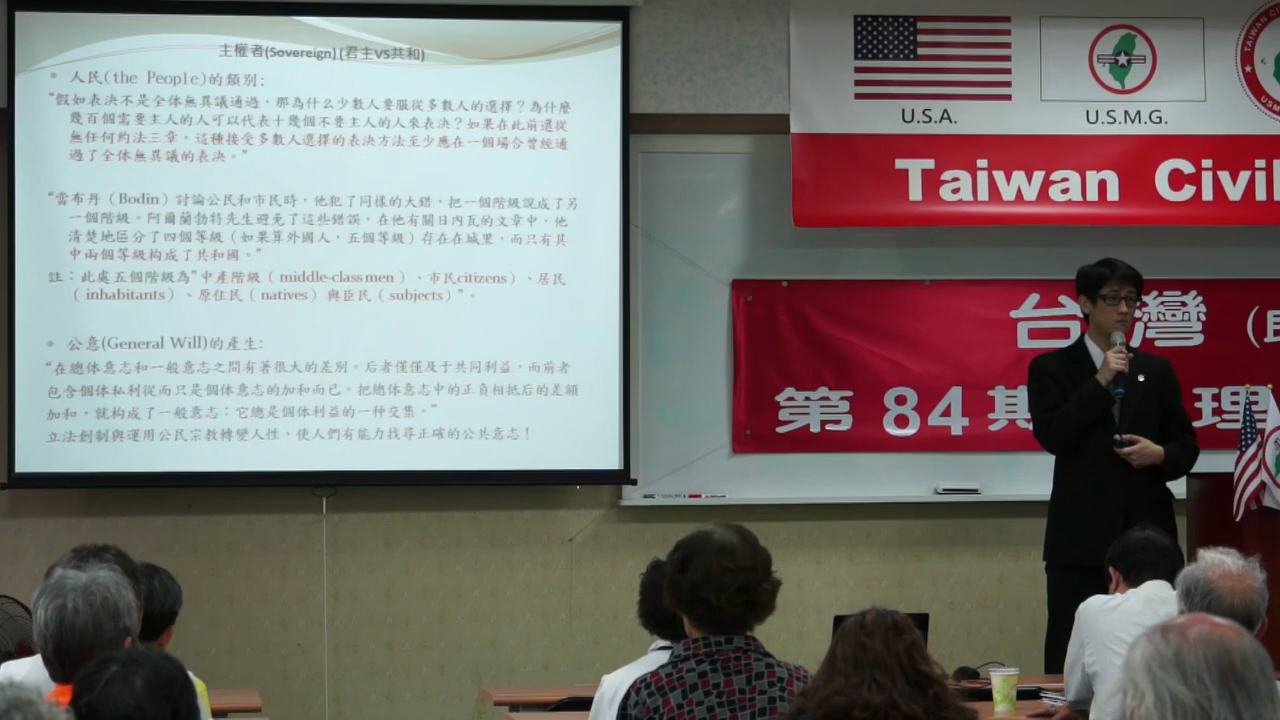 主權者(Sovereign)(君主VS共和)
人民(the People)的類別:
“假如表決不是全体無異議通過，那為什么少數人要服從多數人的選擇？為什麼
幾百個需要主人的人可以代表十幾個不要主人的人來表決？如果在此前還從
無任何約法三章，這種接受多數人選擇的表決方法至少應在一個場合曾經通
過了全体無異議的表決。”
“當布丹（Bodin）討論公民和市民時，他犯了同樣的大錯，把一個階級說成了另
一個階級。阿爾蘭勃特先生避免了這些錯誤，在他有關日內瓦的文章中，他
清楚地區分了四個等級（如果算外國人，五個等級）存在在城里，而只有其
中兩個等級构成了共和國。”
註：此處五個階級為”中產階級（middle-class men）、市民citizens）、居民
（inhabitants）、原住民（natives）與臣民（subjects）”。
公意(General Will)的產生:
“在總体意志和一般意志之間有著很大的差別。后者僅僅及于共同利益，而前者
包含個体私利從而只是個体意志的加和而已。把總体意志中的正負相抵后的差額
加和，就构成了一般意志：它總是個体利益的一种交集。”
立法創制與運用公民宗教轉變人性，使人們有能力找尋正確的公共意志！
U.S.A.
U.S.M.G.
Taiwan Civil
台灣（
第84期 理